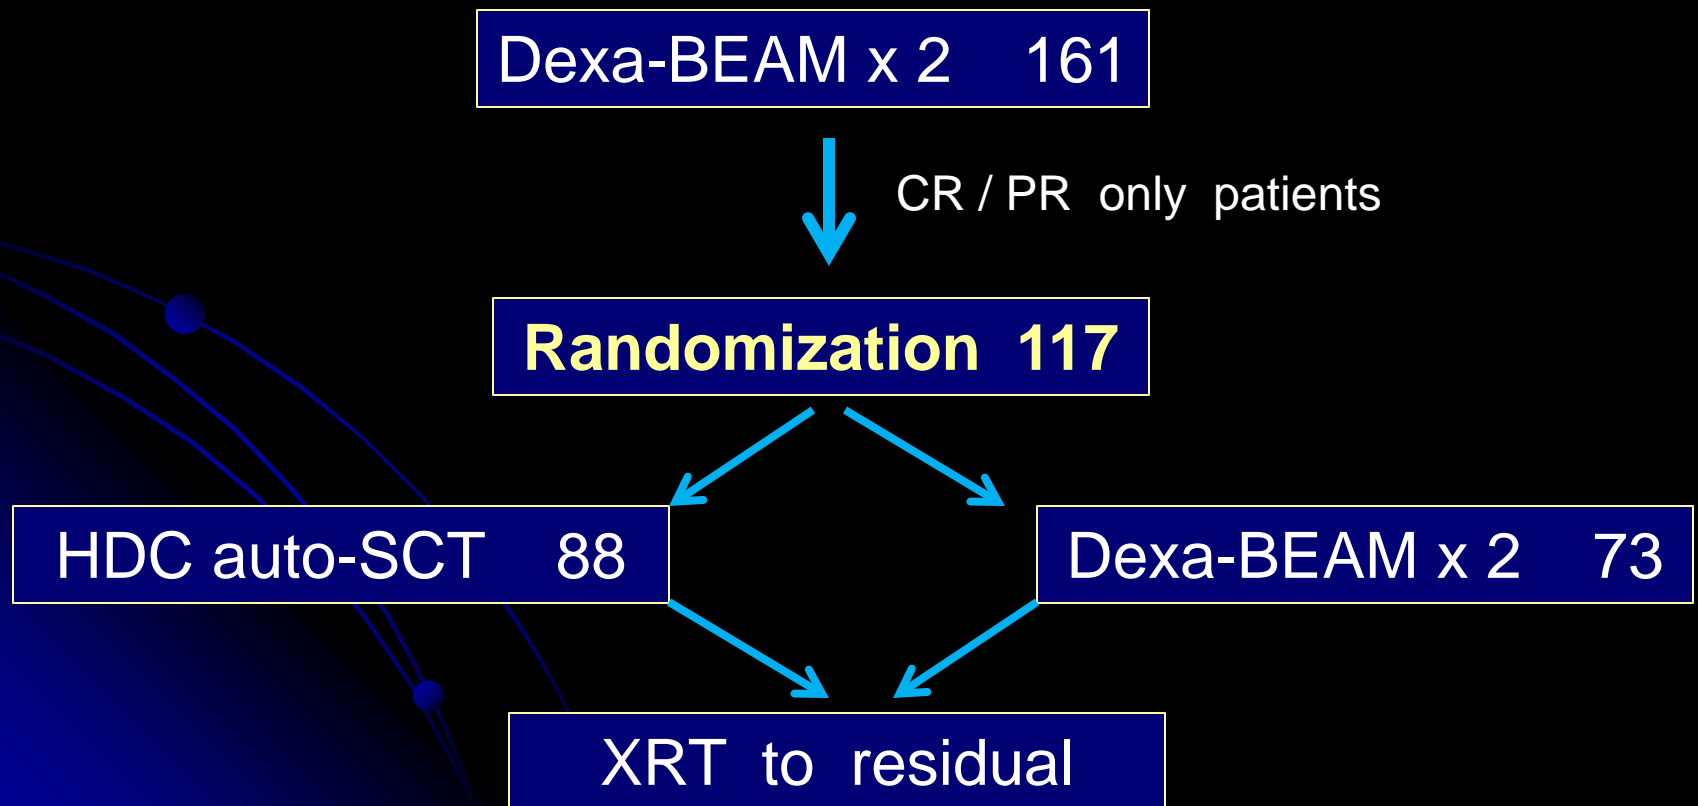 Dexa-BEAM x 2 161
CR / PR only patients
Randomization 117
HDC auto-SCT 88
Dexa-BEAM x 2 73
XRT to residual